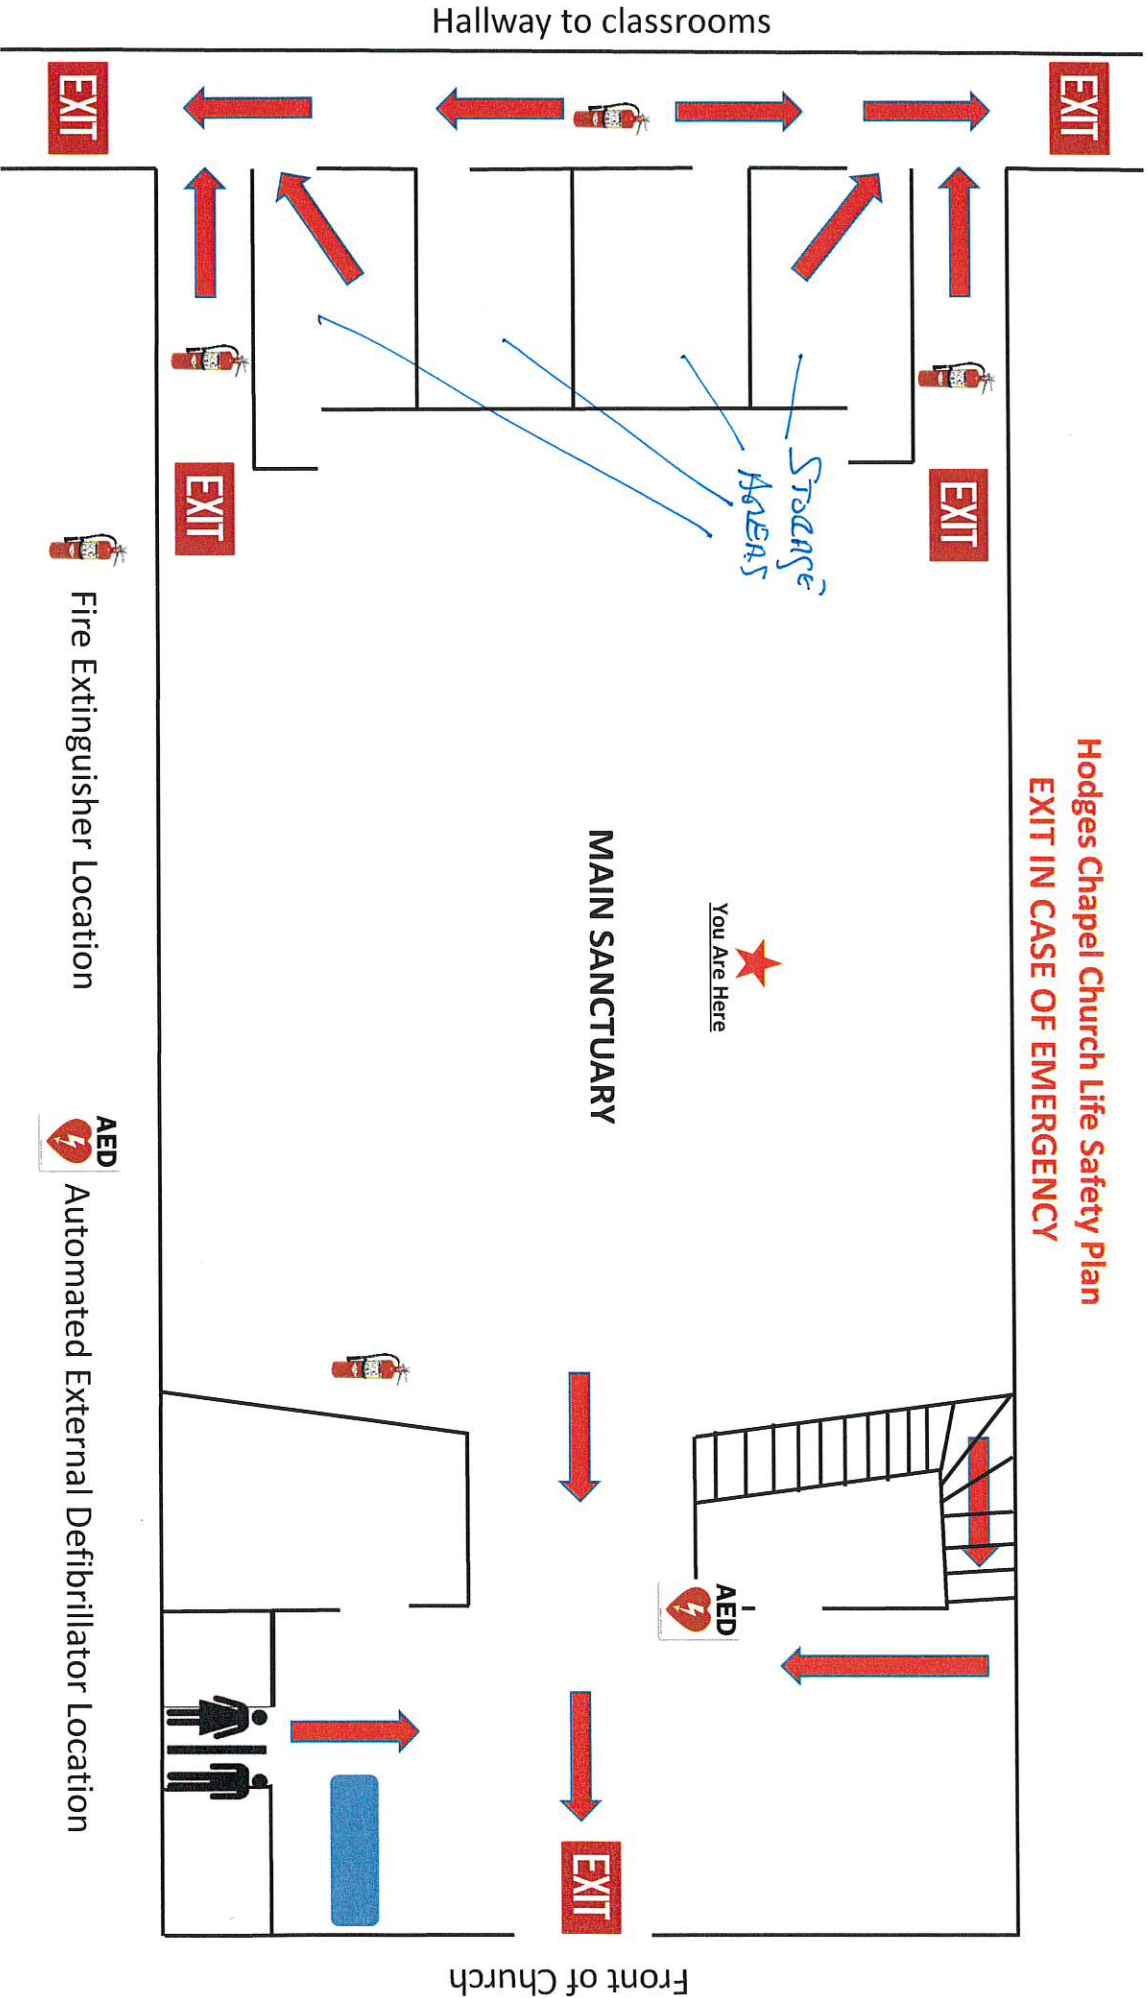 Hodges Chapel Church Life Safety Plan
EXIT IN CASE OF EMERGENCY
Hallway to classrooms
EXIT
EXIT
EXIT
EXIT
STORAGE
AREAS
You Are Here
MAIN SANCTUARY
AED
EXIT
Front of Church
Fire Extinguisher Location
AED
Automated External Defibrillator Location